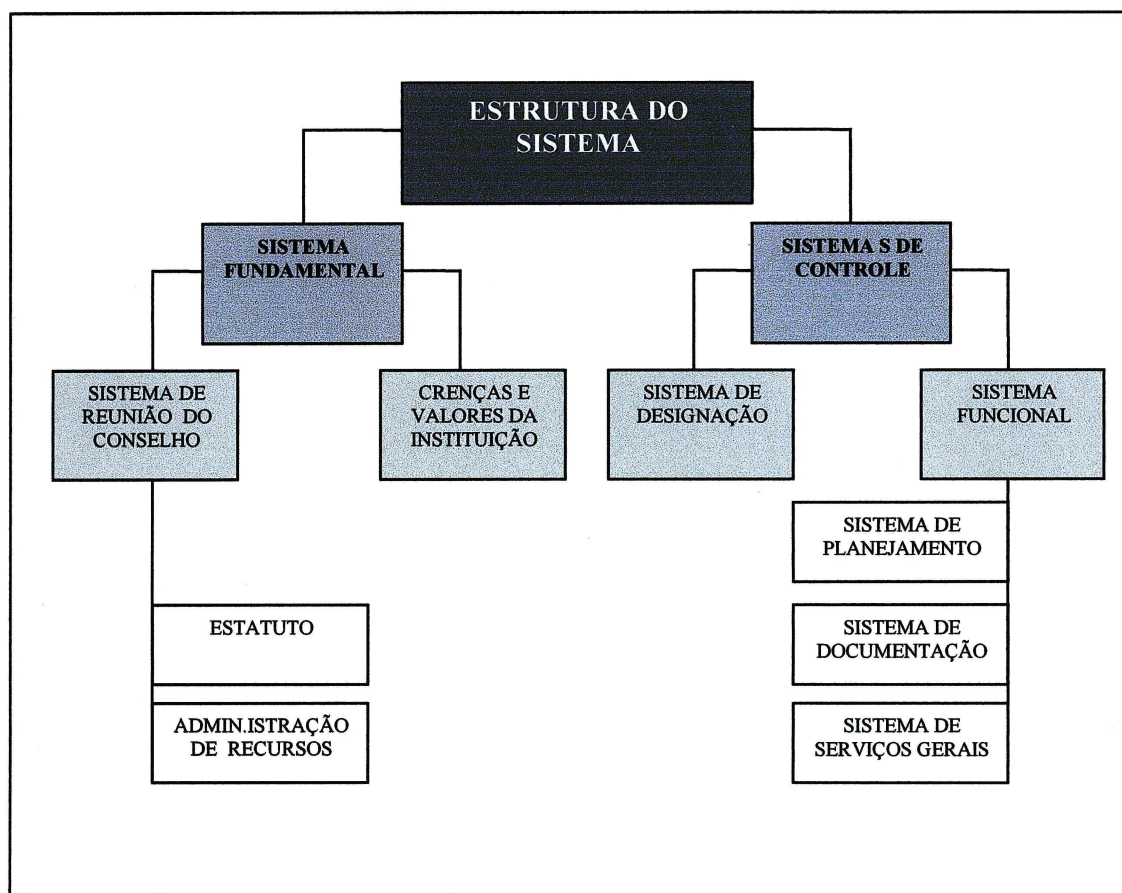 ESTRUTURA DO
SISTEMA
SISTEMA
FUNDAMENTAL
SISTEMA S DE
CONTROLE
SISTEMA DE
REUNIÃO DO
CONSELHO
CRENÇAS E
VALORES DA
INSTITUIÇÃO
SISTEMA DE
DESIGNAÇÃO
SISTEMA
FUNCIONAL
SISTEMA DE
PLANEJAMENTO
ESTATUTO
SISTEMA DE
DOCUMENTAÇÃO
ADMIN.ISTRAÇÃO
DE RECURSOS
SISTEMA DE
SERVIÇOS GERAIS